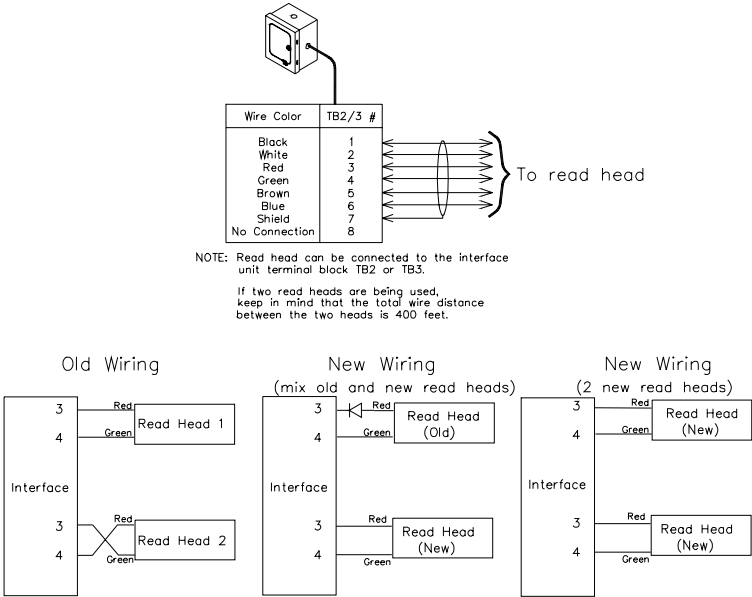 Wire Color TB2/3 #
Black 1
White 2
Red 3
Green 4
Brown 5
Blue 6
Shield 7
No Connection 8
To read head
NOTE: Read head can be connected to the interface
unit terminal block TB2 or TB3.
If two read heads are being used,
keep in mind that the total wire distance
between the two heads is 400 feet.
Old Wiring
3 Red
Read Head 1
4 Green
Interface
3 Red
Read Head 2
4 Green
New Wiring
(mix old and new read heads)
3 Red
Read Head
(Old)
4 Green
Interface
3 Red
Read Head
(New)
4 Green
New Wiring
(2 new read heads)
3 Red
Read Head
(New)
4 Green
Interface
3 Red
Read Head
(New)
4 Green